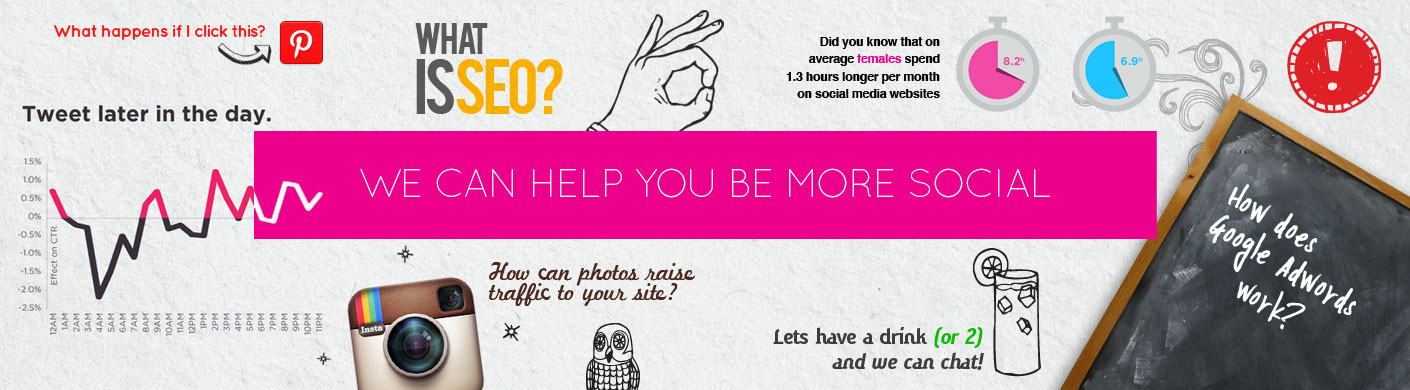 What happens if I click this?
WHAT
IS SEO?
Did you know that on
average females spend
1.3 hours longer per month
on social media websites
8.2h
6.9h
!
Tweet later in the day.
1.5%
1.0%
0.5%
0%
-0.5%
-1.0%
-1.5%
-2.0%
-2.5%
Effect on CTR
12AM
1AM
2AM
3AM
4AM
5AM
6AM
7AM
8AM
9AM
10AM
11AM
12PM
1PM
2PM
3PM
4PM
5PM
6PM
7PM
8PM
9PM
10PM
11PM
WE CAN HELP YOU BE MORE SOCIAL
How does
Google AdWords
work?
How can photos raise
traffic to your site?
Insta
Lets have a drink (or 2)
and we can chat!